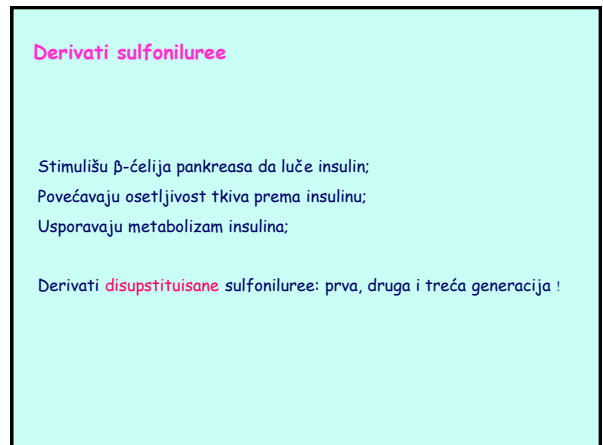 Derivati sulfoniluree
Stimulišu β-ćelija pankreasa da luče insulin;
Povećavaju osetljivost tkiva prema insulinu;
Usporavaju metabolizam insulina;
Derivati disupstituisane sulfoniluree: prva, druga i treća generacija !